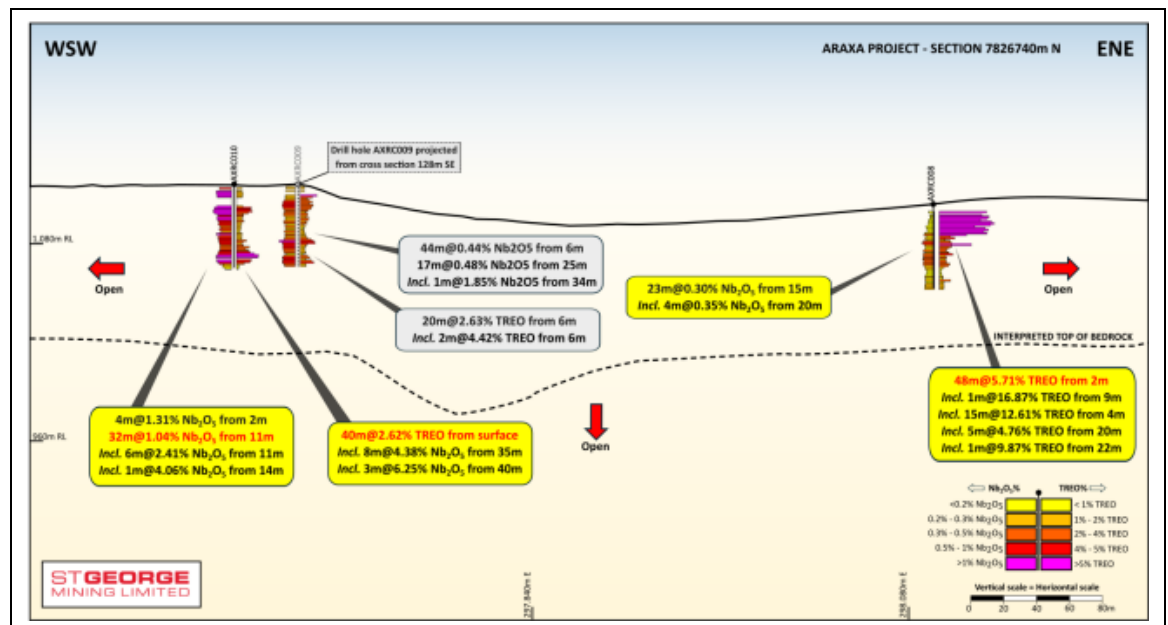 WSW
ARAXA PROJECT - SECTION 7826740m N
ENE
Drill hole AXRC009 projected
from cross section 128m SE
AXRC010
AXRC009
AXRC008
1,080m RL
Open
44m@0.44% Nb2O5 from 6m
17m@0.48% Nb2O5 from 25m
Incl. 1m@1.85% Nb2O5 from 34m
23m@0.30% Nb₂O₅ from 15m
Incl. 4m@0.35% Nb₂O₅ from 20m
Open
20m@2.63% TREO from 6m
Incl. 2m@4.42% TREO from 6m
INTERPRETED TOP OF BEDROCK
4m@1.31% Nb₂O₅ from 2m
32m@1.04% Nb₂O₅ from 11m
Incl. 6m@2.41% Nb₂O₅ from 11m
Incl. 1m@4.06% Nb₂O₅ from 14m
40m@2.62% TREO from surface
Incl. 8m@4.38% Nb₂O₅ from 35m
Incl. 3m@6.25% Nb₂O₅ from 40m
Open
48m@5.71% TREO from 2m
Incl. 1m@16.87% TREO from 9m
Incl. 15m@12.61% TREO from 4m
Incl. 5m@4.76% TREO from 20m
Incl. 1m@9.87% TREO from 22m
960m RL
Nb₂O₅% TREO%
<0.2% Nb₂O₅ < 1% TREO
0.2% - 0.3% Nb₂O₅ 1% - 2% TREO
0.3% - 0.5% Nb₂O₅ 2% - 4% TREO
0.5% - 1% Nb₂O₅ 4% - 5% TREO
>1% Nb₂O₅ >5% TREO
Vertical scale = Horizontal scale
0 20 40 60 80m
297,840m E
298,080m E
ST GEORGE
MINING LIMITED